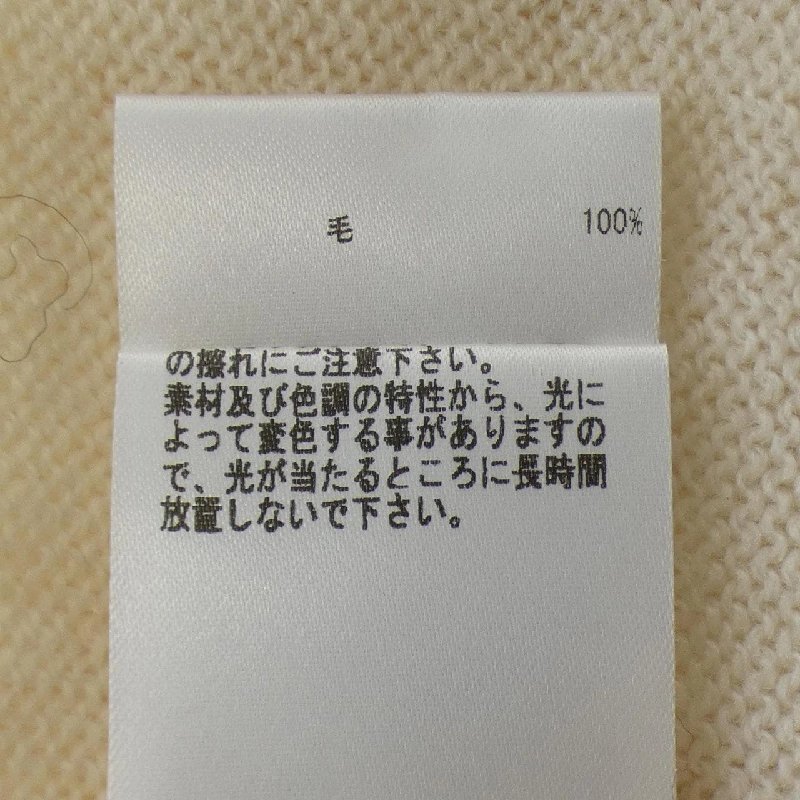 毛 100%
の擦れにご注意下さい。
素材及び色調の特性から、光に
よって変色する事がありますの
で、光が当たるところに長時間
放置しないで下さい。